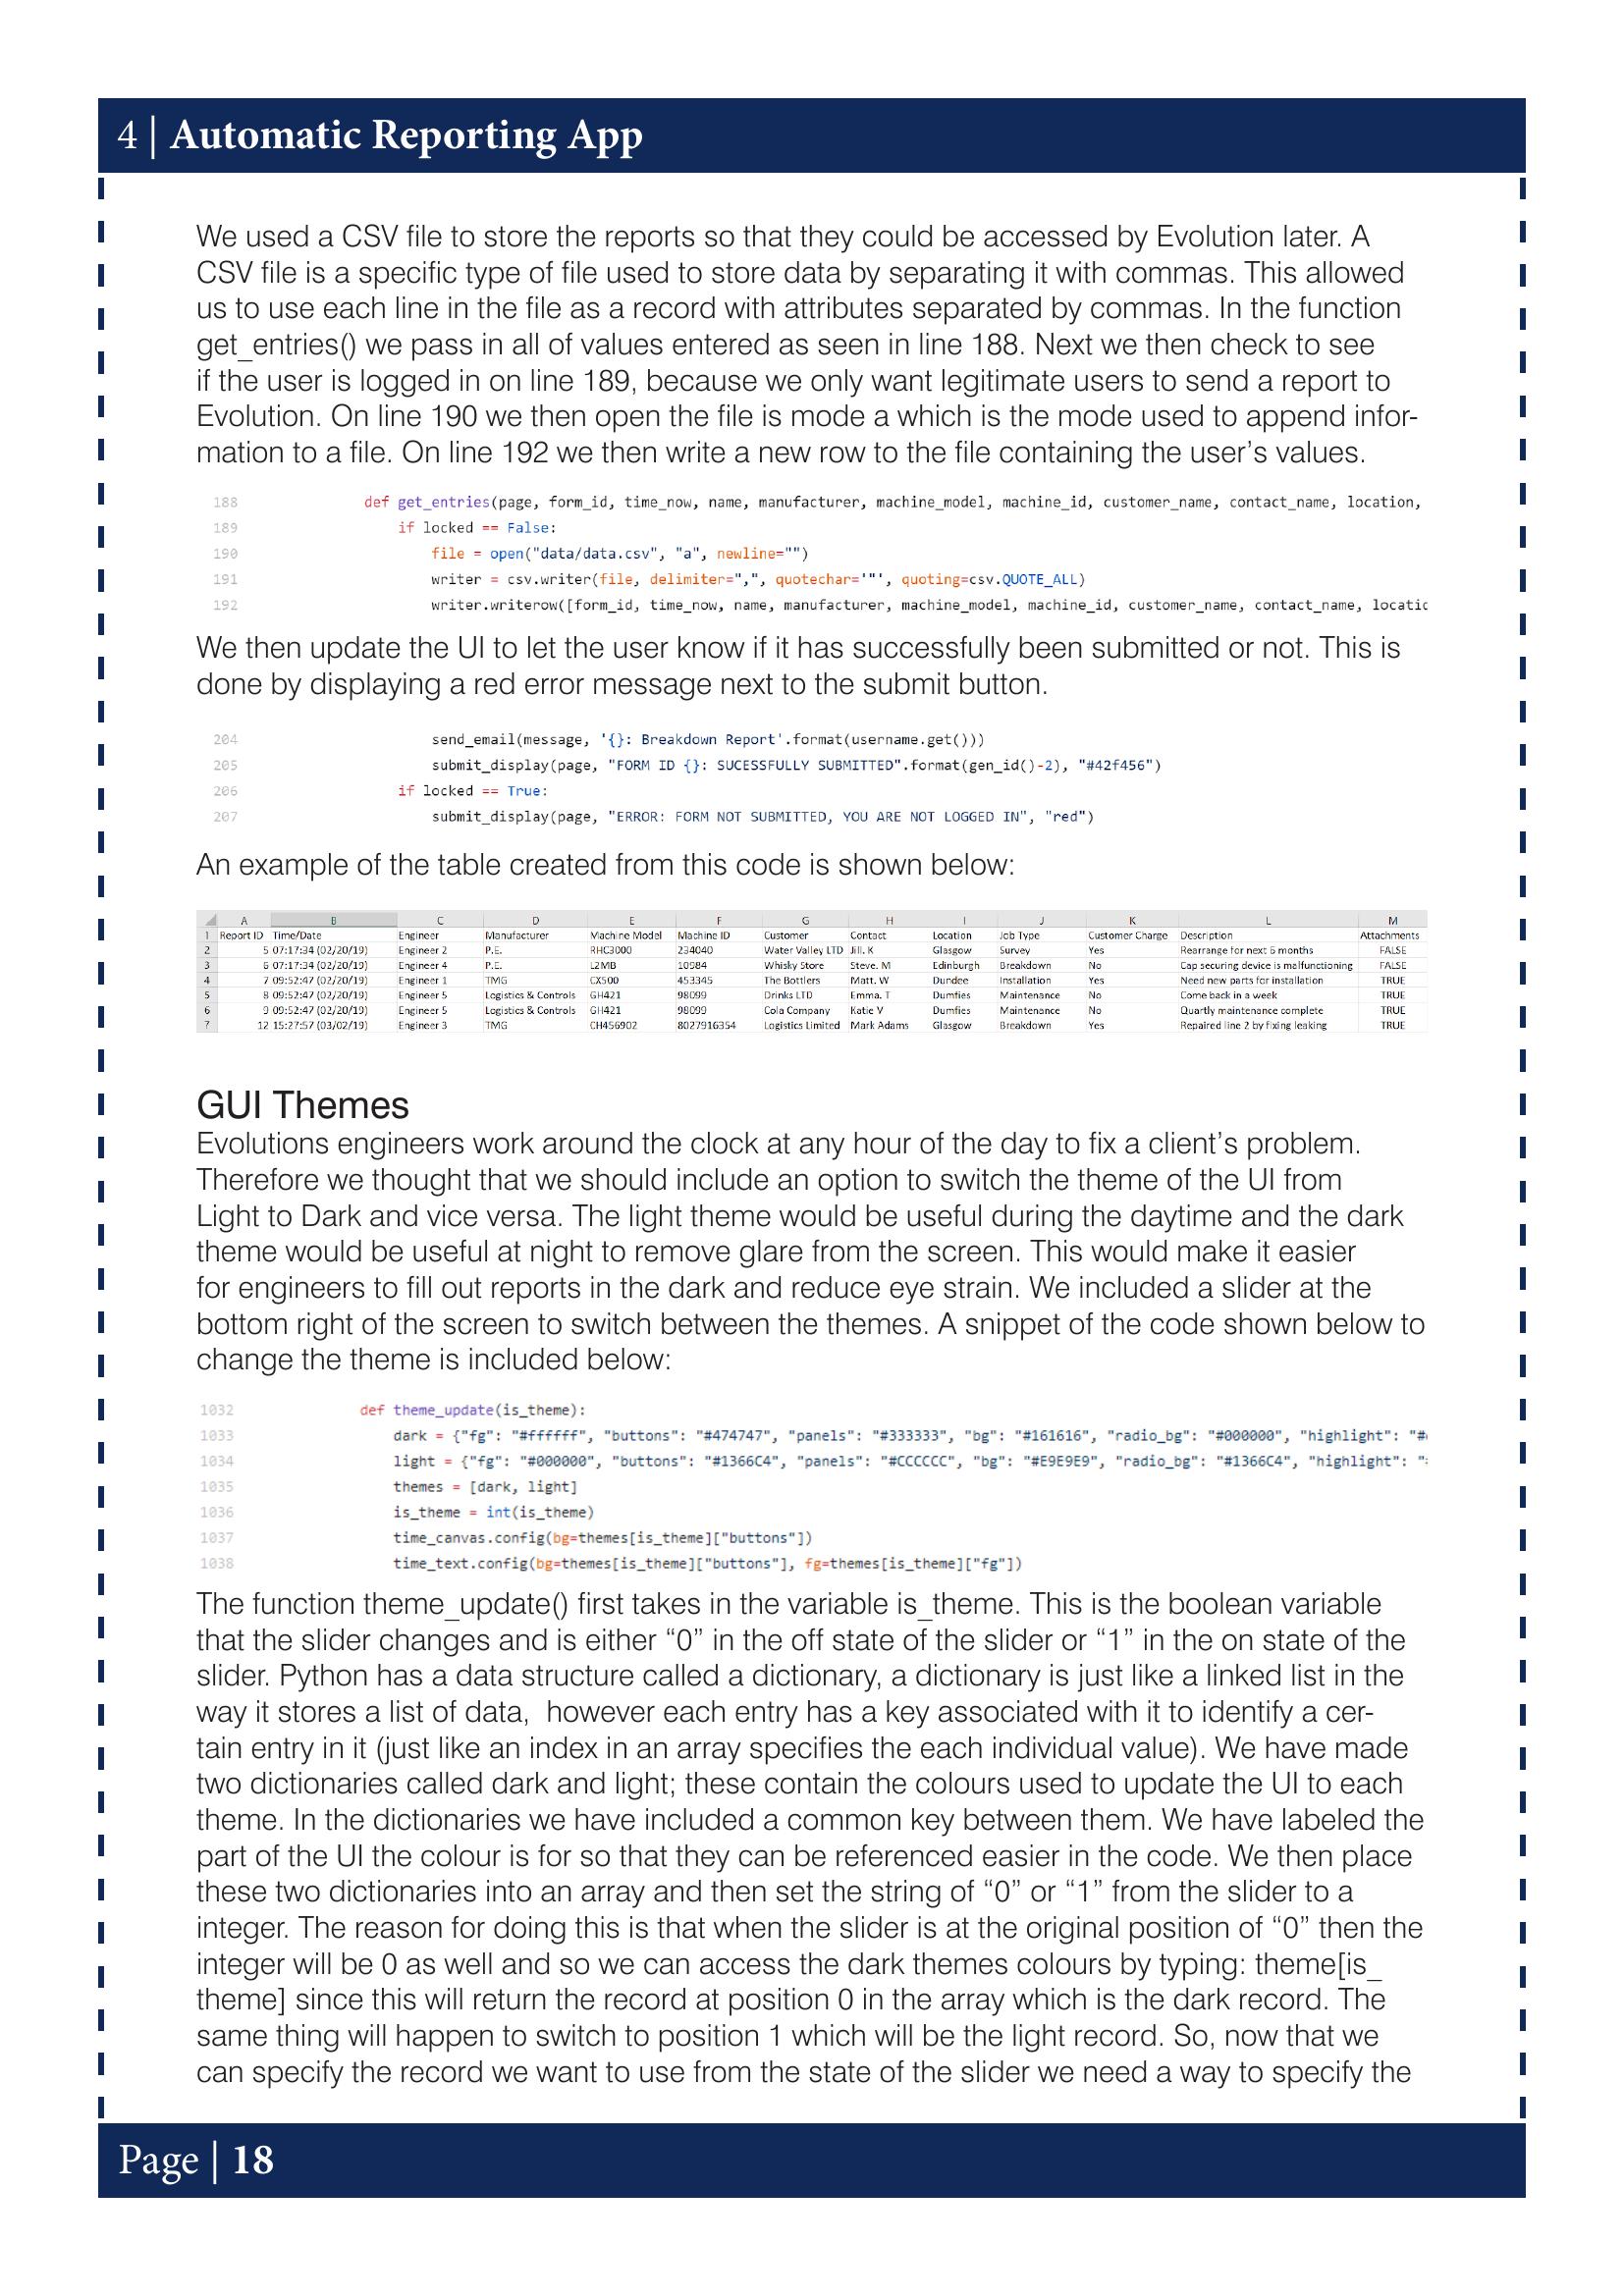 4 | Automatic Reporting App
We used a CSV file to store the reports so that they could be accessed by Evolution later. A
CSV file is a specific type of file used to store data by separating it with commas. This allowed
us to use each line in the file as a record with attributes separated by commas. In the function
get_entries() we pass in all of values entered as seen in line 188. Next we then check to see
if the user is logged in on line 189, because we only want legitimate users to send a report to
Evolution. On line 190 we then open the file is mode a which is the mode used to append infor-
mation to a file. On line 192 we then write a new row to the file containing the user's values.
188 def get_entries(page, form_id, time_now, name, manufacturer, machine_model, machine_id, customer_name, contact_name, location,
189 if locked == False:
190 file = open("data/data.csv", "a", newline="")
191 writer = csv.writer(file, delimiter=",", quotechar='"', quoting=csv.QUOTE_ALL)
192 writer.writerow([form_id, time_now, name, manufacturer, machine_model, machine_id, customer_name, contact_name, locatic
We then update the UI to let the user know if it has successfully been submitted or not. This is
done by displaying a red error message next to the submit button.
204 send_email(message, '{}: Breakdown Report'.format(username.get()))
205 submit_display(page, "FORM ID {}: SUCESSFULLY SUBMITTED".format(gen_id()-2), "#42f456")
206 if locked == True:
207 submit_display(page, "ERROR: FORM NOT SUBMITTED, YOU ARE NOT LOGGED IN", "red")
An example of the table created from this code is shown below:
A B C D E F G H I J K L M
1 Report ID Time/Date Engineer Manufacturer Machine Model Machine ID Customer Contact Location Job Type Customer Charge Description Attachments
2 5 07:17:34 (02/20/19) Engineer 2 P.E. RHC3000 234040 Water Valley LTD Jill. K Glasgow Survey Yes Rearrange for next 6 months FALSE
3 6 07:17:34 (02/20/19) Engineer 4 P.E. L2MB 10984 Whisky Store Steve. M Edinburgh Breakdown No Cap securing device is malfunctioning FALSE
4 7 09:52:47 (02/20/19) Engineer 1 TMG CX500 453345 The Bottlers Matt. W Dundee Installation Yes Need new parts for installation TRUE
5 8 09:52:47 (02/20/19) Engineer 5 Logistics & Controls GH421 98099 Drinks LTD Emma. T Dumfies Maintenance No Come back in a week TRUE
6 9 09:52:47 (02/20/19) Engineer 5 Logistics & Controls GH421 98099 Cola Company Katie V Dumfies Maintenance No Quartly maintenance complete TRUE
7 12 15:27:57 (03/02/19) Engineer 3 TMG CH456902 8027916354 Logistics Limited Mark Adams Glasgow Breakdown Yes Repaired line 2 by fixing leaking TRUE
GUI Themes
Evolutions engineers work around the clock at any hour of the day to fix a client's problem.
Therefore we thought that we should include an option to switch the theme of the UI from
Light to Dark and vice versa. The light theme would be useful during the daytime and the dark
theme would be useful at night to remove glare from the screen. This would make it easier
for engineers to fill out reports in the dark and reduce eye strain. We included a slider at the
bottom right of the screen to switch between the themes. A snippet of the code shown below to
change the theme is included below:
1032 def theme_update(is_theme):
1033 dark = {"fg": "#ffffff", "buttons": "#474747", "panels": "#333333", "bg": "#161616", "radio_bg": "#000000", "highlight": "#
1034 light = {"fg": "#000000", "buttons": "#1366C4", "panels": "#CCCCCC", "bg": "#E9E9E9", "radio_bg": "#1366C4", "highlight": "
1035 themes = [dark, light]
1036 is_theme = int(is_theme)
1037 time_canvas.config(bg=themes[is_theme]["buttons"])
1038 time_text.config(bg=themes[is_theme]["buttons"], fg=themes[is_theme]["fg"])
The function theme_update() first takes in the variable is_theme. This is the boolean variable
that the slider changes and is either “0” in the off state of the slider or “1” in the on state of the
slider. Python has a data structure called a dictionary, a dictionary is just like a linked list in the
way it stores a list of data,  however each entry has a key associated with it to identify a cer-
tain entry in it (just like an index in an array specifies the each individual value). We have made
two dictionaries called dark and light; these contain the colours used to update the UI to each
theme. In the dictionaries we have included a common key between them. We have labeled the
part of the UI the colour is for so that they can be referenced easier in the code. We then place
these two dictionaries into an array and then set the string of “0” or “1” from the slider to a
integer. The reason for doing this is that when the slider is at the original position of “0” then the
integer will be 0 as well and so we can access the dark themes colours by typing: theme[is_
theme] since this will return the record at position 0 in the array which is the dark record. The
same thing will happen to switch to position 1 which will be the light record. So, now that we
can specify the record we want to use from the state of the slider we need a way to specify the
Page | 18